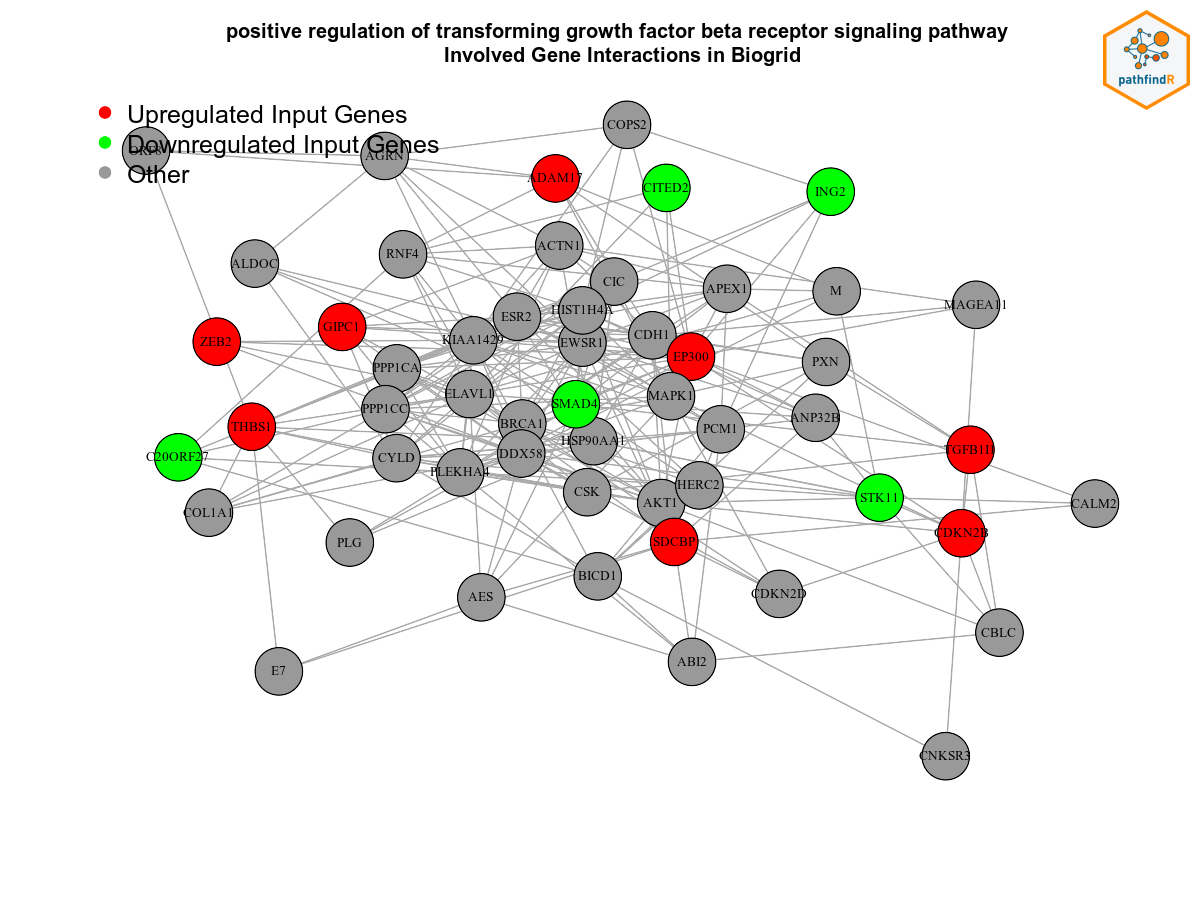 positive regulation of transforming growth factor beta receptor signaling pathway
Involved Gene Interactions in Biogrid
pathfindR
Upregulated Input Genes
Downregulated Input Genes
Other
COPS2
AGRN
ADAM17
CITED2
ING2
ACTN1
RNF4
ALDOC
CIC
APEX1
M
MAGEA11
HIST1H4A
ESR2
GIPC1
ZEB2
KIAA1429
EWSR1
CDH1
EP300
PXN
PPP1CA
ELAVL1
MAPK1
SMAD4
PPP1CC
ANP32B
BRCA1
THBS1
PCM1
HSP90AA1
DDX58
C20ORF27
CYLD
PLEKHA4
CSK
HERC2
AKT1
STK11
CALM2
COL1A1
CDKN2B
PLG
SDCBP
BICD1
AES
CDKN2D
CBLC
ABI2
E7
CNKSR3